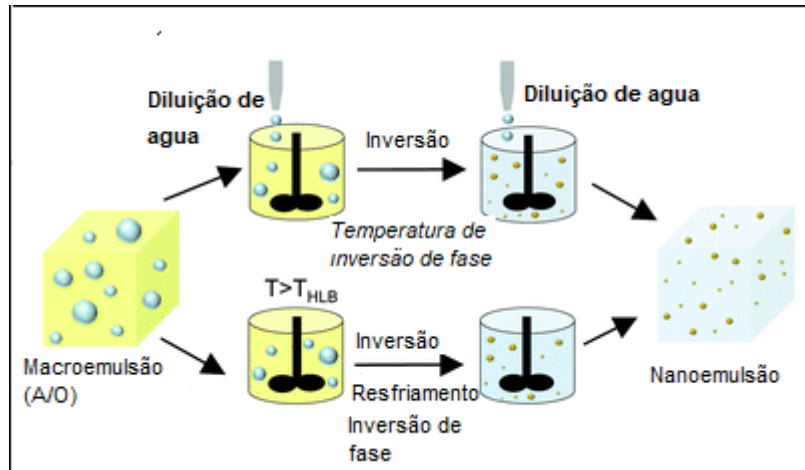 Diluição de
agua
Inversão
Diluição de agua
Temperatura de
inversão de fase
T>T HLB
Macroemulsão
(A/O)
Inversão
Resfriamento
Inversão de
fase
Nanoemulsão